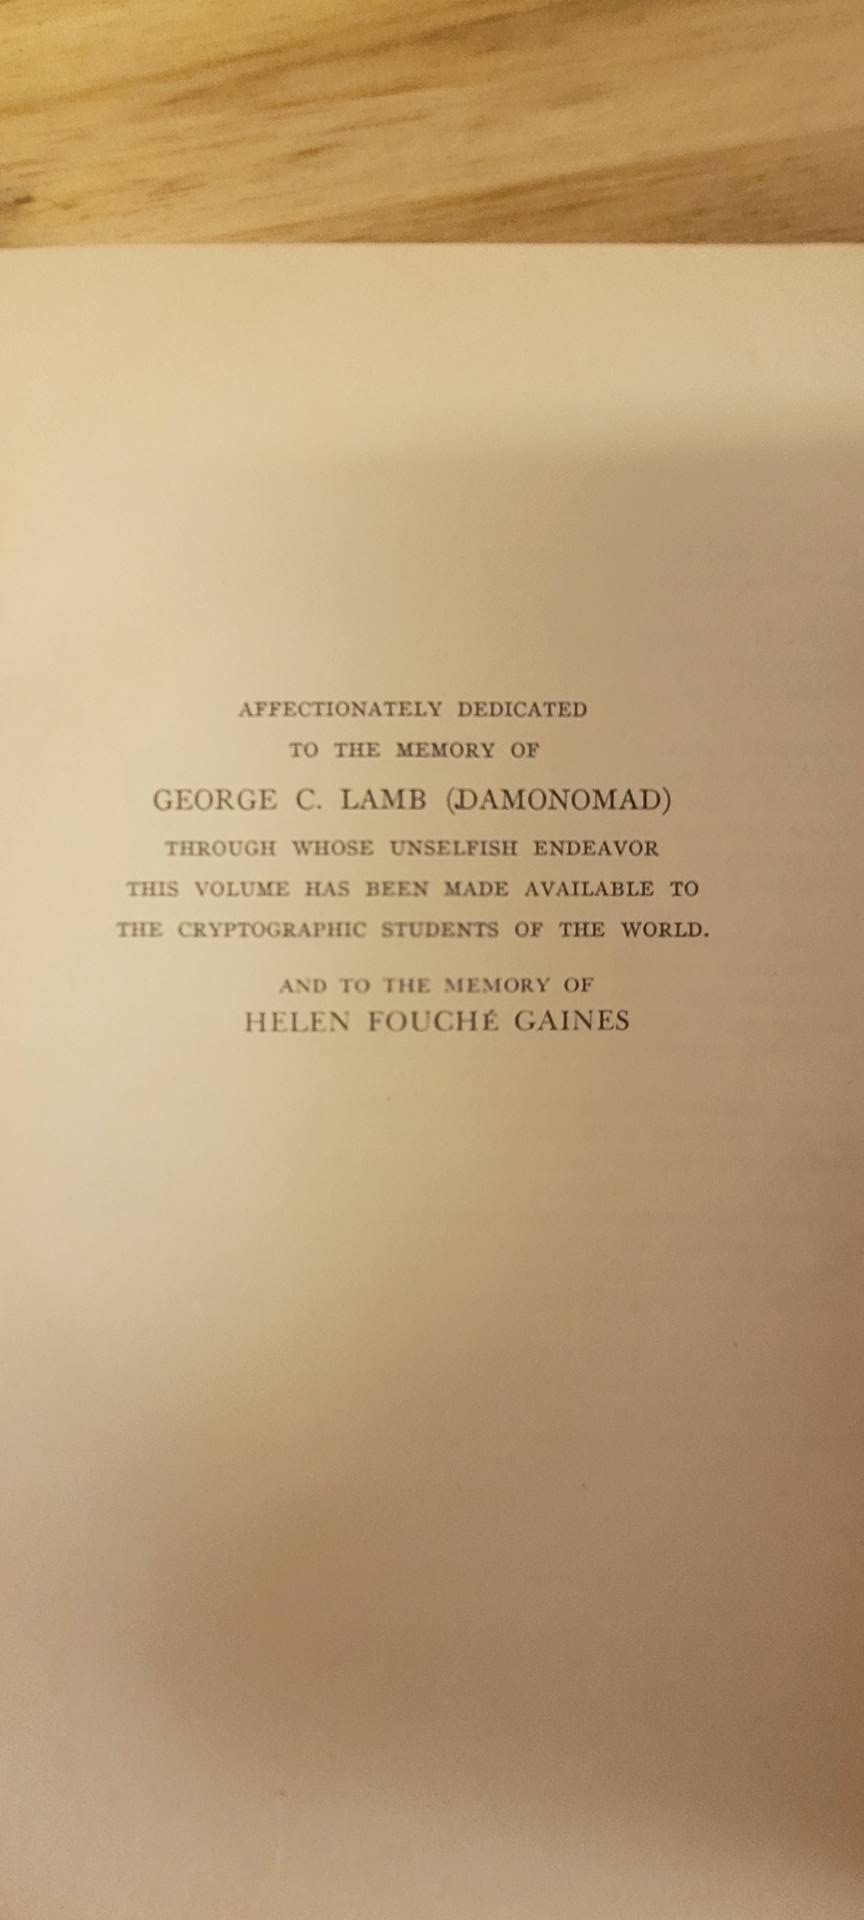 AFFECTIONATELY DEDICATED
TO THE MEMORY OF
GEORGE C. LAMB (DAMONOMAD)
THROUGH WHOSE UNSELFISH ENDEAVOR
THIS VOLUME HAS BEEN MADE AVAILABLE TO
THE CRYPTOGRAPHIC STUDENTS OF THE WORLD.
AND TO THE MEMORY OF
HELEN FOUCHÉ GAINES